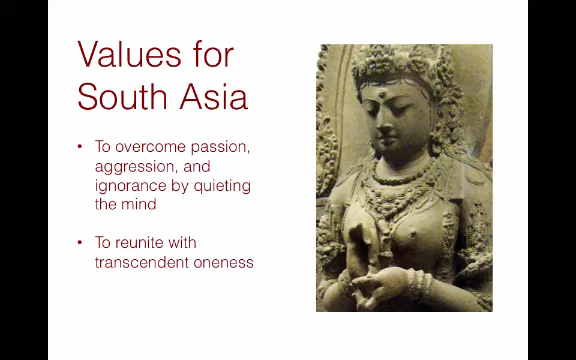 Values for
South Asia
• To overcome passion,
aggression, and
ignorance by quieting
the mind
• To reunite with
transcendent oneness